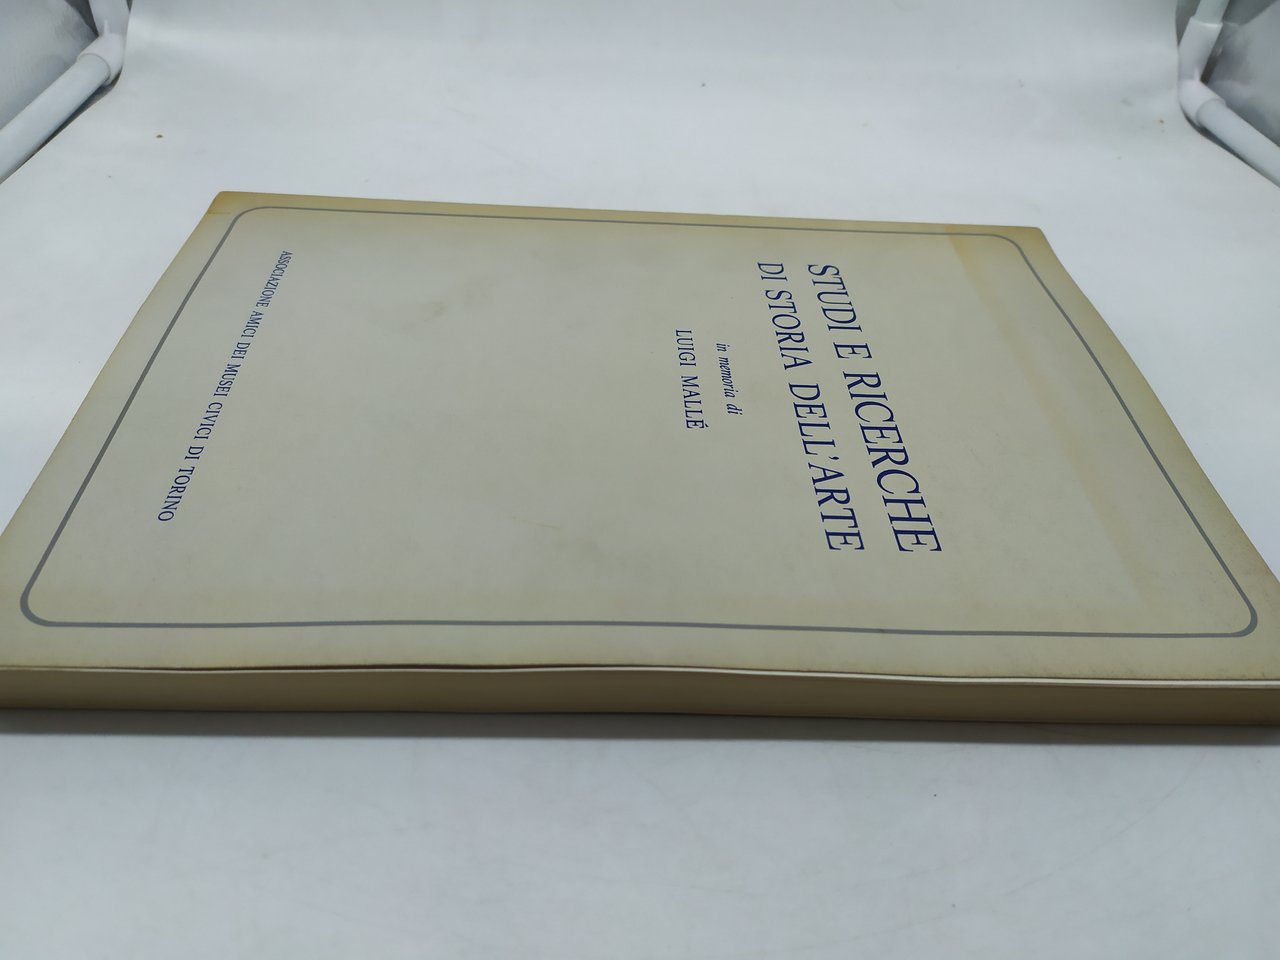 STUDI E RICERCHE
DI STORIA DELL'ARTE
in memoria di
LUIGI MALLÉ
ASSOCIAZIONE AMICI DEI MUSEI CIVICI DI TORINO